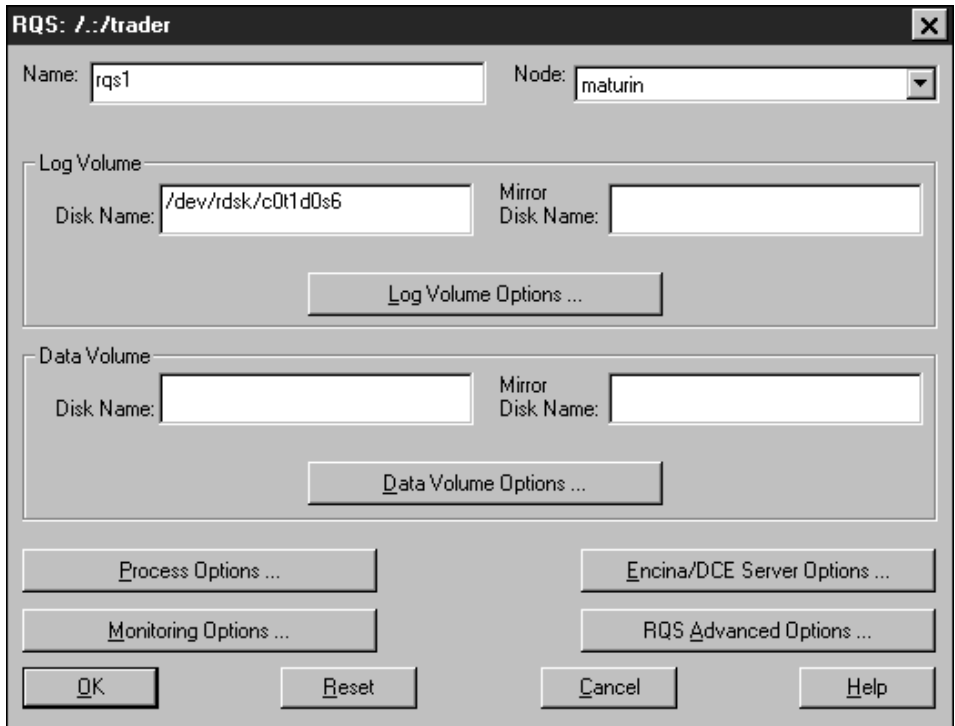 RQS: /.:/trader
Name: rqs1 Node: maturin
Log Volume
Disk Name: /dev/rdsk/c0t1d0s6 Mirror Disk Name:
Log Volume Options ...
Data Volume
Disk Name: Mirror Disk Name:
Data Volume Options ...
Process Options ... Encina/DCE Server Options ...
Monitoring Options ... RQS Advanced Options ...
OK Reset Cancel Help